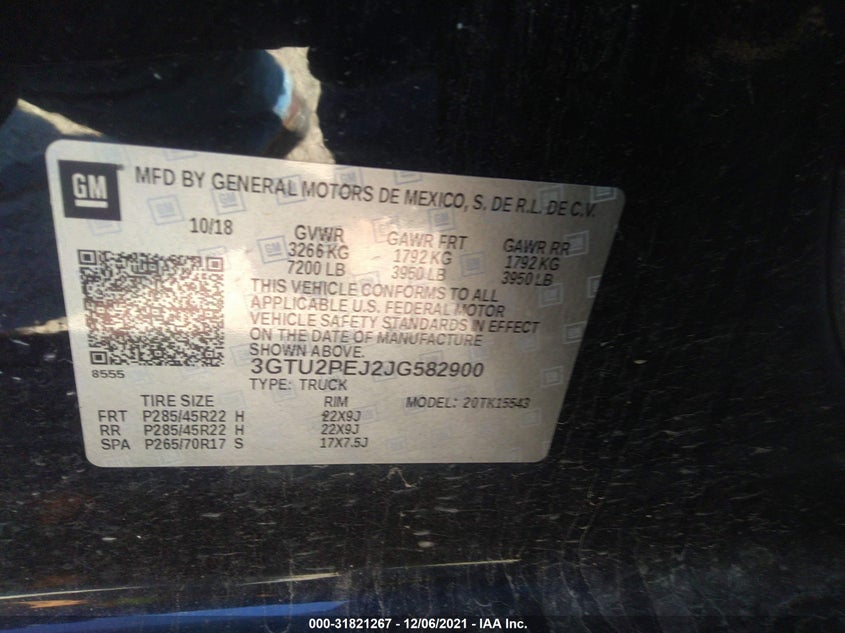 GM
MFD BY GENERAL MOTORS DE MEXICO, S. DE R.L. DE C.V.
10/18 GVWR GAWR FRT GAWR RR
3266 KG 1792 KG 1792 KG
7200 LB 3950 LB 3950 LB
THIS VEHICLE CONFORMS TO ALL
APPLICABLE U.S. FEDERAL MOTOR
VEHICLE SAFETY STANDARDS IN EFFECT
ON THE DATE OF MANUFACTURE
SHOWN ABOVE.
8555 3GTU2PEJ2JG582900
TYPE: TRUCK
TIRE SIZE RIM MODEL: 20TK15543
FRT P285/45R22 H 22X9J
RR P285/45R22 H 22X9J
SPA P265/70R17 S 17X7.5J
000-31821267 - 12/06/2021 - IAA Inc.